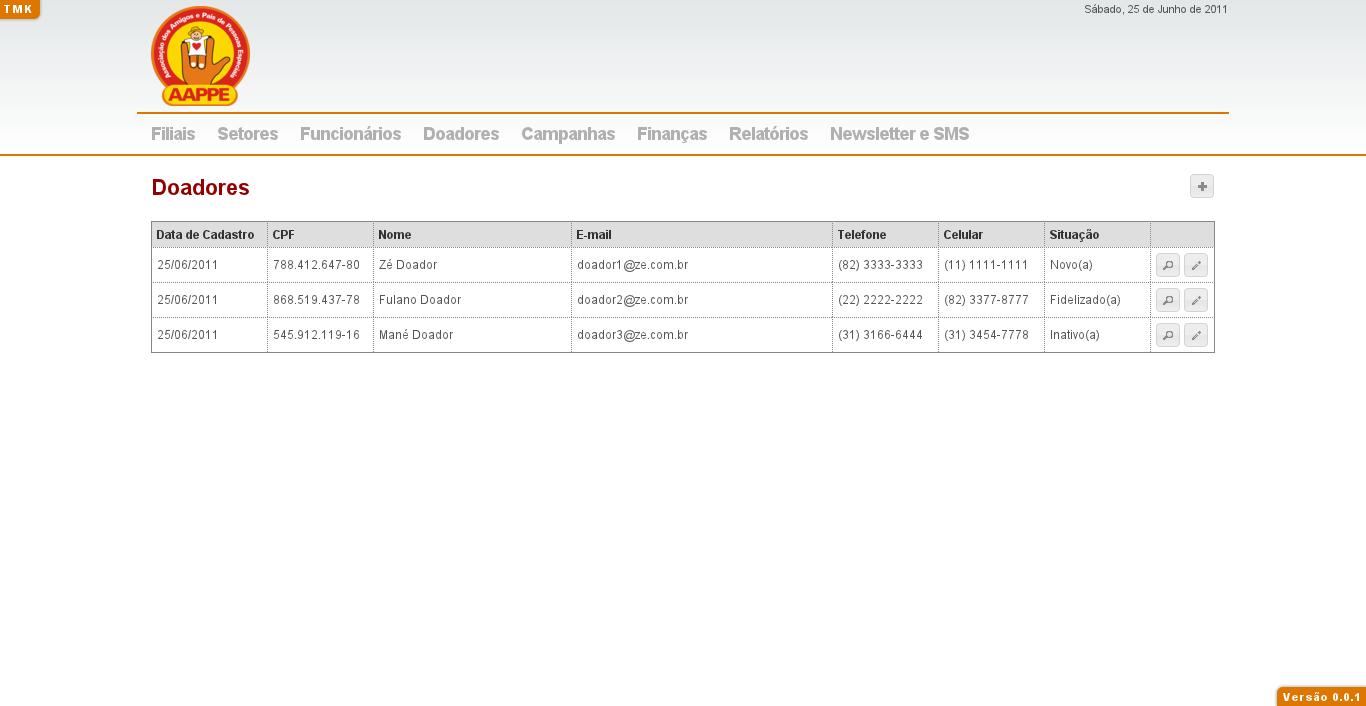 TMK
Sábado, 25 de Junho de 2011
Associação dos Amigos e Pais de Pessoas Especiais
AAPPE
Filiais Setores Funcionários Doadores Campanhas Finanças Relatórios Newsletter e SMS
Doadores
Data de Cadastro CPF Nome E-mail Telefone Celular Situação
25/06/2011 788.412.647-80 Zé Doador doador1@ze.com.br (82) 3333-3333 (11) 1111-1111 Novo(a)
25/06/2011 868.519.437-78 Fulano Doador doador2@ze.com.br (22) 2222-2222 (82) 3377-8777 Fidelizado(a)
25/06/2011 545.912.119-16 Mané Doador doador3@ze.com.br (31) 3166-6444 (31) 3454-7778 Inativo(a)
Versão 0.0.1